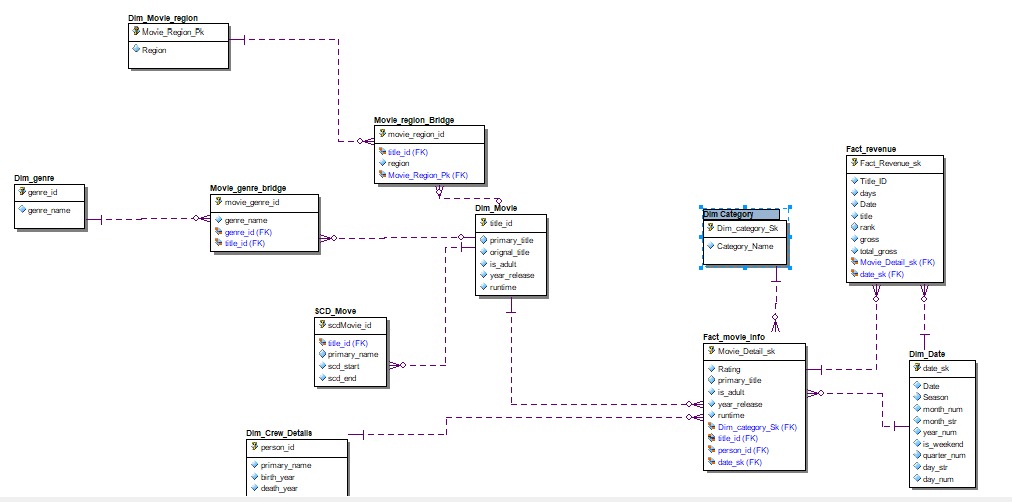 Dim_Movie_region
Movie_Region_Pk
Region
Movie_region_Bridge
movie_region_id
title_id (FK)
region
Movie_Region_Pk (FK)
Dim_genre
genre_id
genre_name
Movie_genre_bridge
movie_genre_id
genre_name
genre_id (FK)
title_id (FK)
Dim_Movie
title_id
primary_title
orignal_title
is_adult
year_release
runtime
SCD_Move
scdMovie_id
title_id (FK)
primary_name
scd_start
scd_end
Dim_Crew_Details
person_id
primary_name
birth_year
death_year
Dim Category
Dim_category_Sk
Category_Name
Fact_movie_info
Movie_Detail_sk
Rating
primary_title
is_adult
year_release
runtime
Dim_category_Sk (FK)
title_id (FK)
person_id (FK)
date_sk (FK)
Fact_revenue
Fact_Revenue_sk
Title_ID
days
Date
title
rank
gross
total_gross
Movie_Detail_sk (FK)
date_sk (FK)
Dim_Date
date_sk
Date
Season
month_num
month_str
year_num
is_weekend
quarter_num
day_str
day_num